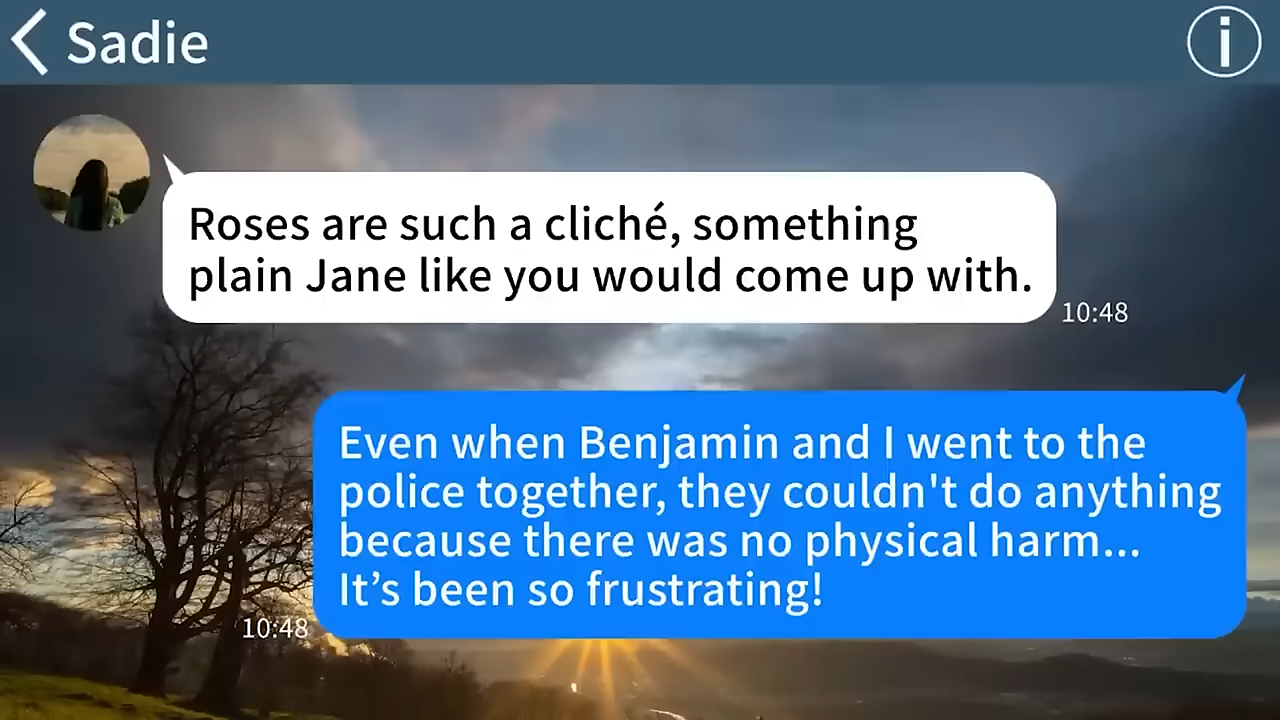 Sadie
Roses are such a cliché, something
plain Jane like you would come up with.
10:48
Even when Benjamin and I went to the
police together, they couldn't do anything
because there was no physical harm...
It’s been so frustrating!
10:48